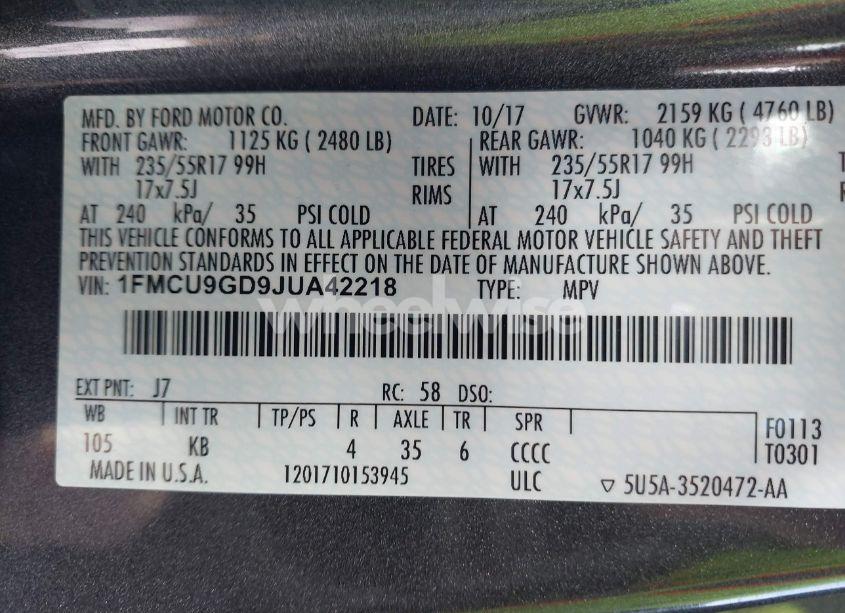 MFD. BY FORD MOTOR CO. DATE: 10/17 GVWR: 2159 KG ( 4760 LB)
FRONT GAWR: 1125 KG ( 2480 LB) REAR GAWR: 1040 KG ( 2293 LB)
WITH 235/55R17 99H TIRES WITH 235/55R17 99H
17x7.5J RIMS 17x7.5J
AT 240 kPa/ 35 PSI COLD AT 240 kPa/ 35 PSI COLD
THIS VEHICLE CONFORMS TO ALL APPLICABLE FEDERAL MOTOR VEHICLE SAFETY AND THEFT
PREVENTION STANDARDS IN EFFECT ON THE DATE OF MANUFACTURE SHOWN ABOVE.
VIN: 1FMCU9GD9JUA42218 TYPE: MPV
wheelwise
EXT PNT: J7 RC: 58 DSO:
WB INT TR TP/PS R AXLE TR SPR
105 KB 4 35 6 CCCC
F0113
T0301
MADE IN U.S.A. 1201710153945 ULC ▽ 5U5A-3520472-AA